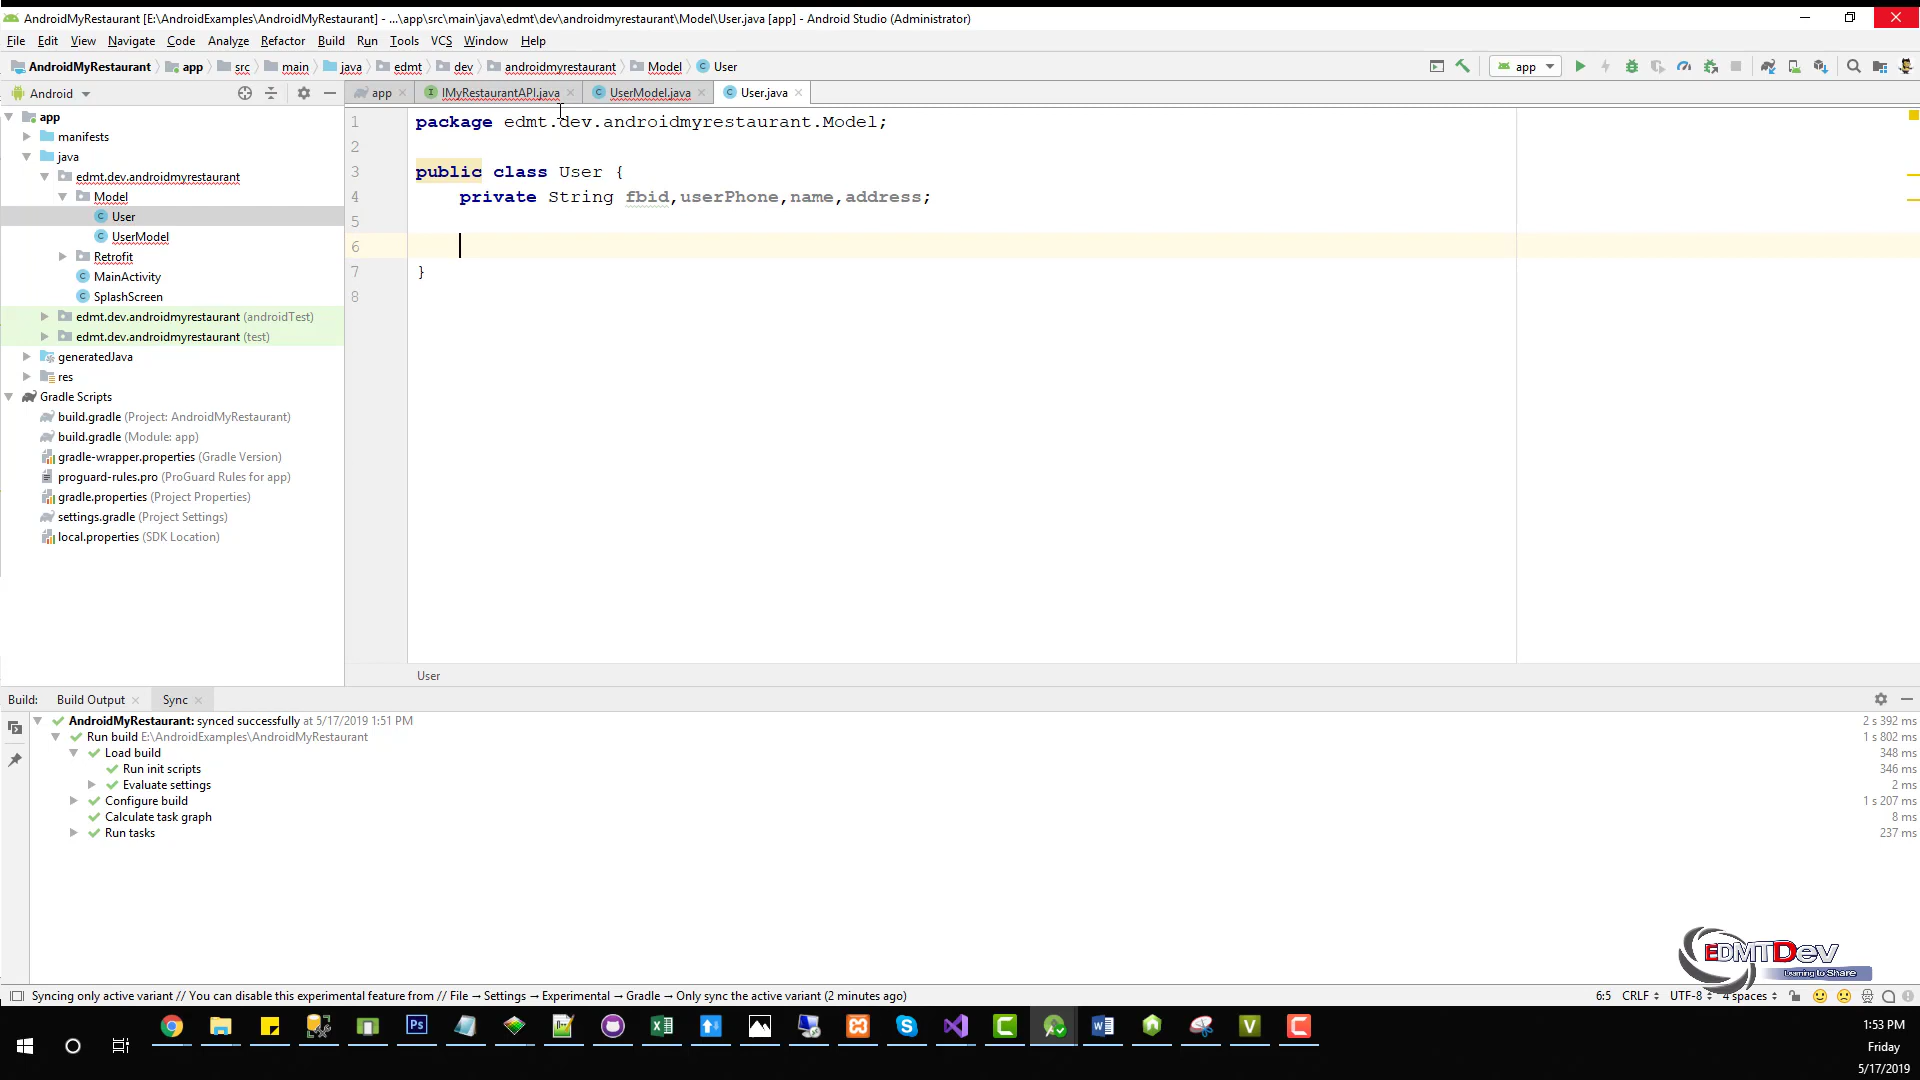 AndroidMyRestaurant [E:\AndroidExamples\AndroidMyRestaurant] - ...\app\src\main\java\edmt\dev\androidmyrestaurant\Model\User.java [app] - Android Studio (Administrator)
File Edit View Navigate Code Analyze Refactor Build Run Tools VCS Window Help
AndroidMyRestaurant app src main java edmt dev androidmyrestaurant Model User app
Android app IMyRestaurantAPI.java UserModel.java User.java
app
manifests
java
edmt.dev.androidmyrestaurant
Model
User
UserModel
Retrofit
MainActivity
SplashScreen
edmt.dev.androidmyrestaurant (androidTest)
edmt.dev.androidmyrestaurant (test)
generatedJava
res
Gradle Scripts
build.gradle (Project: AndroidMyRestaurant)
build.gradle (Module: app)
gradle-wrapper.properties (Gradle Version)
proguard-rules.pro (ProGuard Rules for app)
gradle.properties (Project Properties)
settings.gradle (Project Settings)
local.properties (SDK Location)
1 package edmt.dev.androidmyrestaurant.Model;
2
3 public class User {
4 private String fbid,userPhone,name,address;
5
6
7 }
8
User
Build: Build Output Sync
AndroidMyRestaurant: synced successfully at 5/17/2019 1:51 PM 2 s 392 ms
Run build E:\AndroidExamples\AndroidMyRestaurant 1 s 802 ms
Load build 348 ms
Run init scripts 346 ms
Evaluate settings 2 ms
Configure build 1 s 207 ms
Calculate task graph 8 ms
Run tasks 237 ms
EDMTDev
Learning to Share
Syncing only active variant // You can disable this experimental feature from // File → Settings → Experimental → Gradle → Only sync the active variant (2 minutes ago) 6:5 CRLF UTF-8 4 spaces
1:53 PM
Friday
5/17/2019